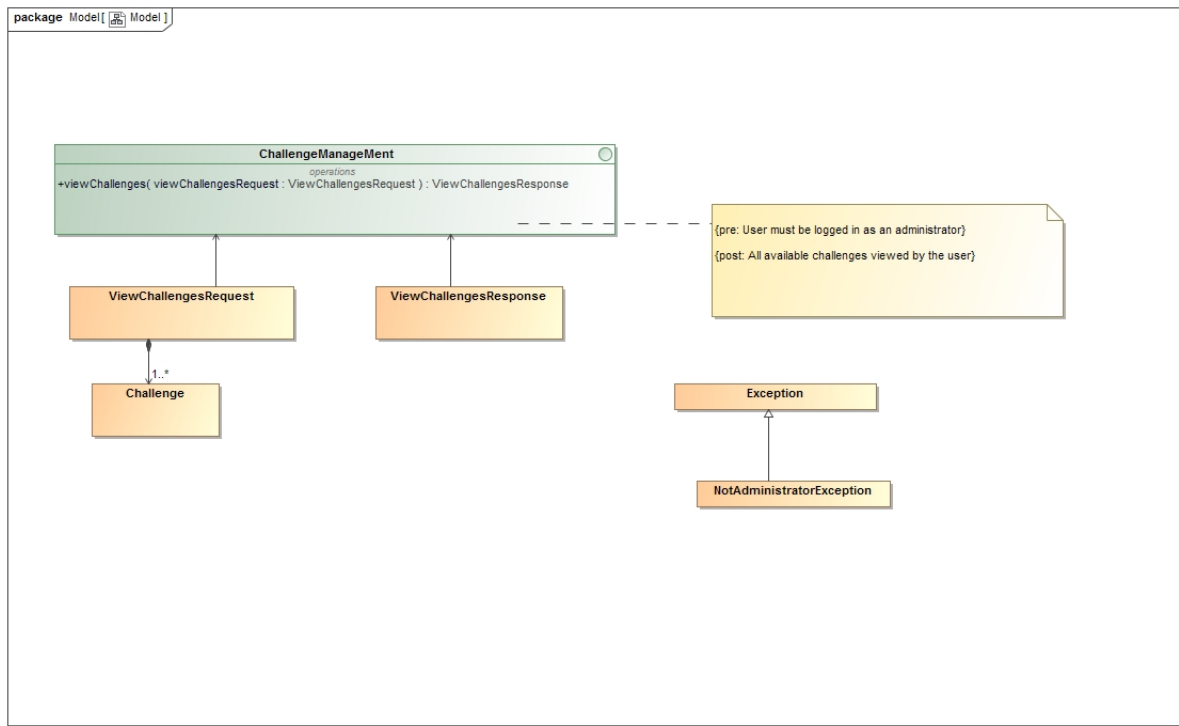 package Model[ Model ]
ChallengeManageMent
operations
+viewChallenges( viewChallengesRequest : ViewChallengesRequest ) : ViewChallengesResponse
{pre: User must be logged in as an administrator}
{post: All available challenges viewed by the user}
ViewChallengesRequest
ViewChallengesResponse
1..*
Challenge
Exception
NotAdministratorException